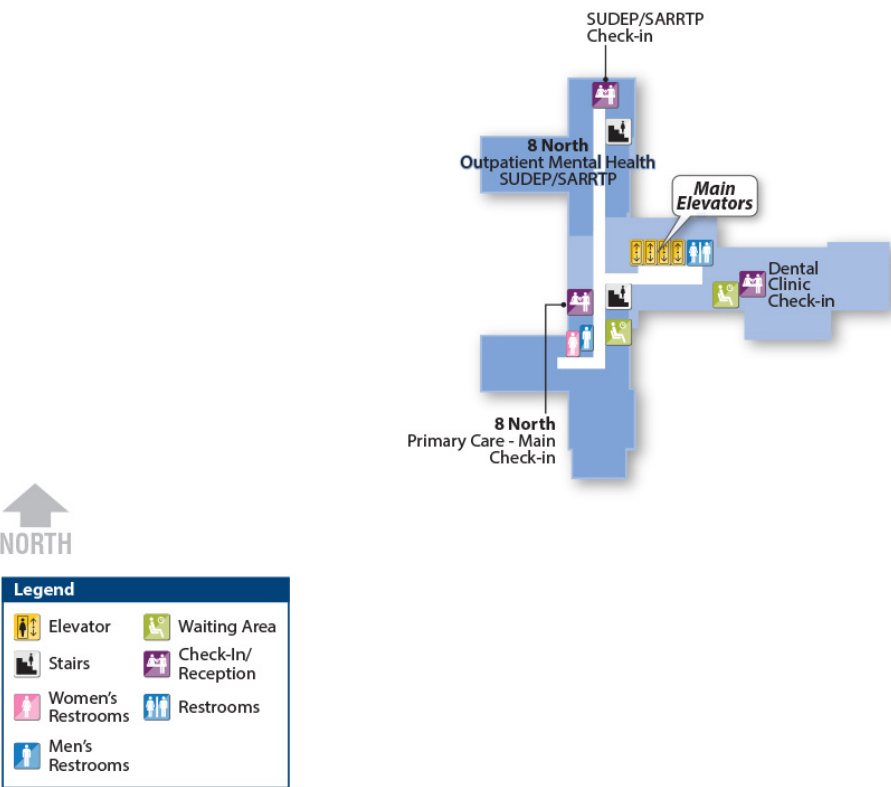 SUDEP/SARRTP
Check-in
8 North
Outpatient Mental Health
SUDEP/SARRTP
Main
Elevators
Dental
Clinic
Check-in
8 North
Primary Care - Main
Check-in
NORTH
Legend
Elevator
Waiting Area
Stairs
Check-In/
Reception
Women's
Restrooms
Restrooms
Men's
Restrooms